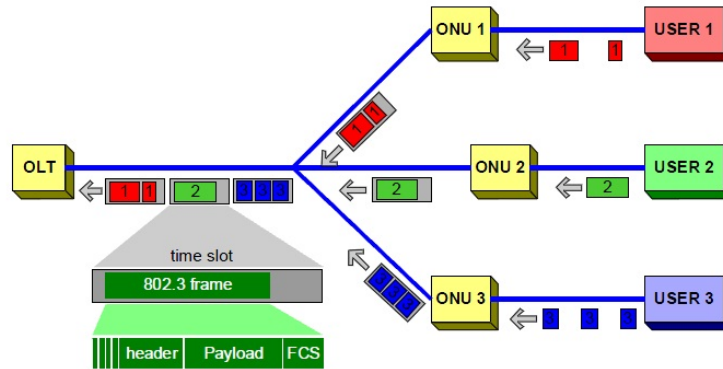 ONU 1
USER 1
1 1
1 1
OLT
ONU 2
USER 2
1 1 2 3 3 3
2
2
time slot
802.3 frame
3 3 3
ONU 3
USER 3
3 3 3
header Payload FCS